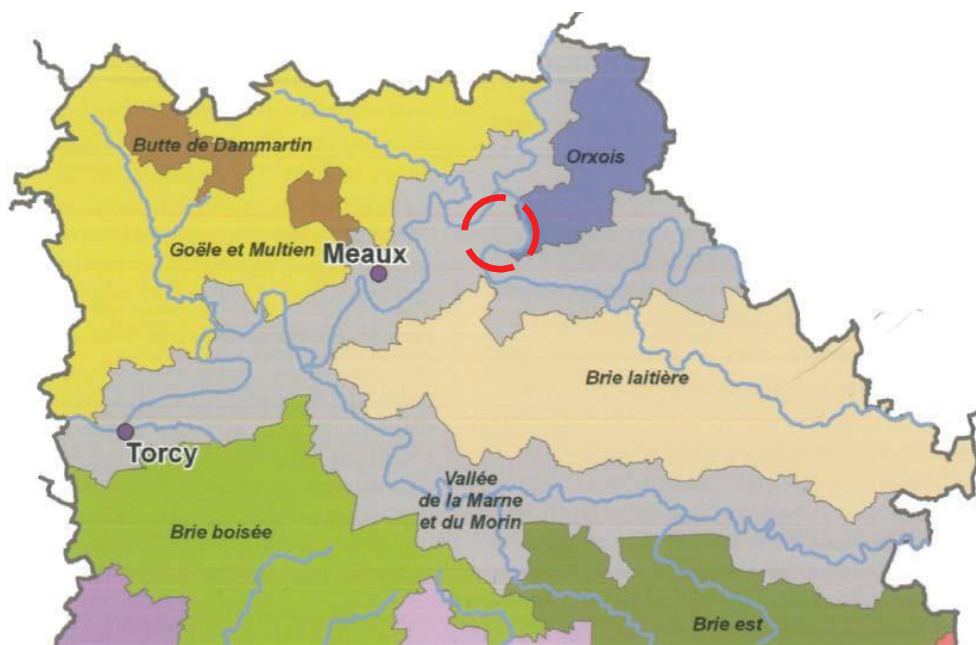 Butte de Dammartin
Orxois
Goële et Multien
Meaux
Brie laitière
Torcy
Vallée
de la Marne
et du Morin
Brie boisée
Brie est